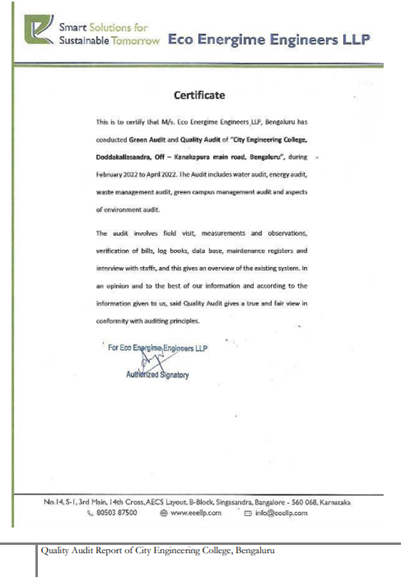 Smart Solutions for
Sustainable Tomorrow Eco Energime Engineers LLP
Certificate
This is to certify that M/s. Eco Energime Engineers LLP, Bengaluru has
conducted Green Audit and Quality Audit of "City Engineering College,
Doddakallasandra, Off – Kanakapura main road, Bengaluru", during
February 2022 to April 2022. The Audit includes water audit, energy audit,
waste management audit, green campus management audit and aspects
of environment audit.
The audit involves field visit, measurements and observations,
verification of bills, log books, data base, maintenance registers and
interview with staffs, and this gives an overview of the existing system. In
an opinion and to the best of our information and according to the
information given to us, said Quality Audit gives a true and fair view in
conformity with auditing principles.
For Eco Energime Engineers LLP
Authorized Signatory
No.14, S-1, 3rd Main, 14th Cross, AECS Layout, B-Block, Singasandra, Bangalore - 560 068, Karnataka
80503 87500 www.eeellp.com info@eeellp.com
Quality Audit Report of City Engineering College, Bengaluru